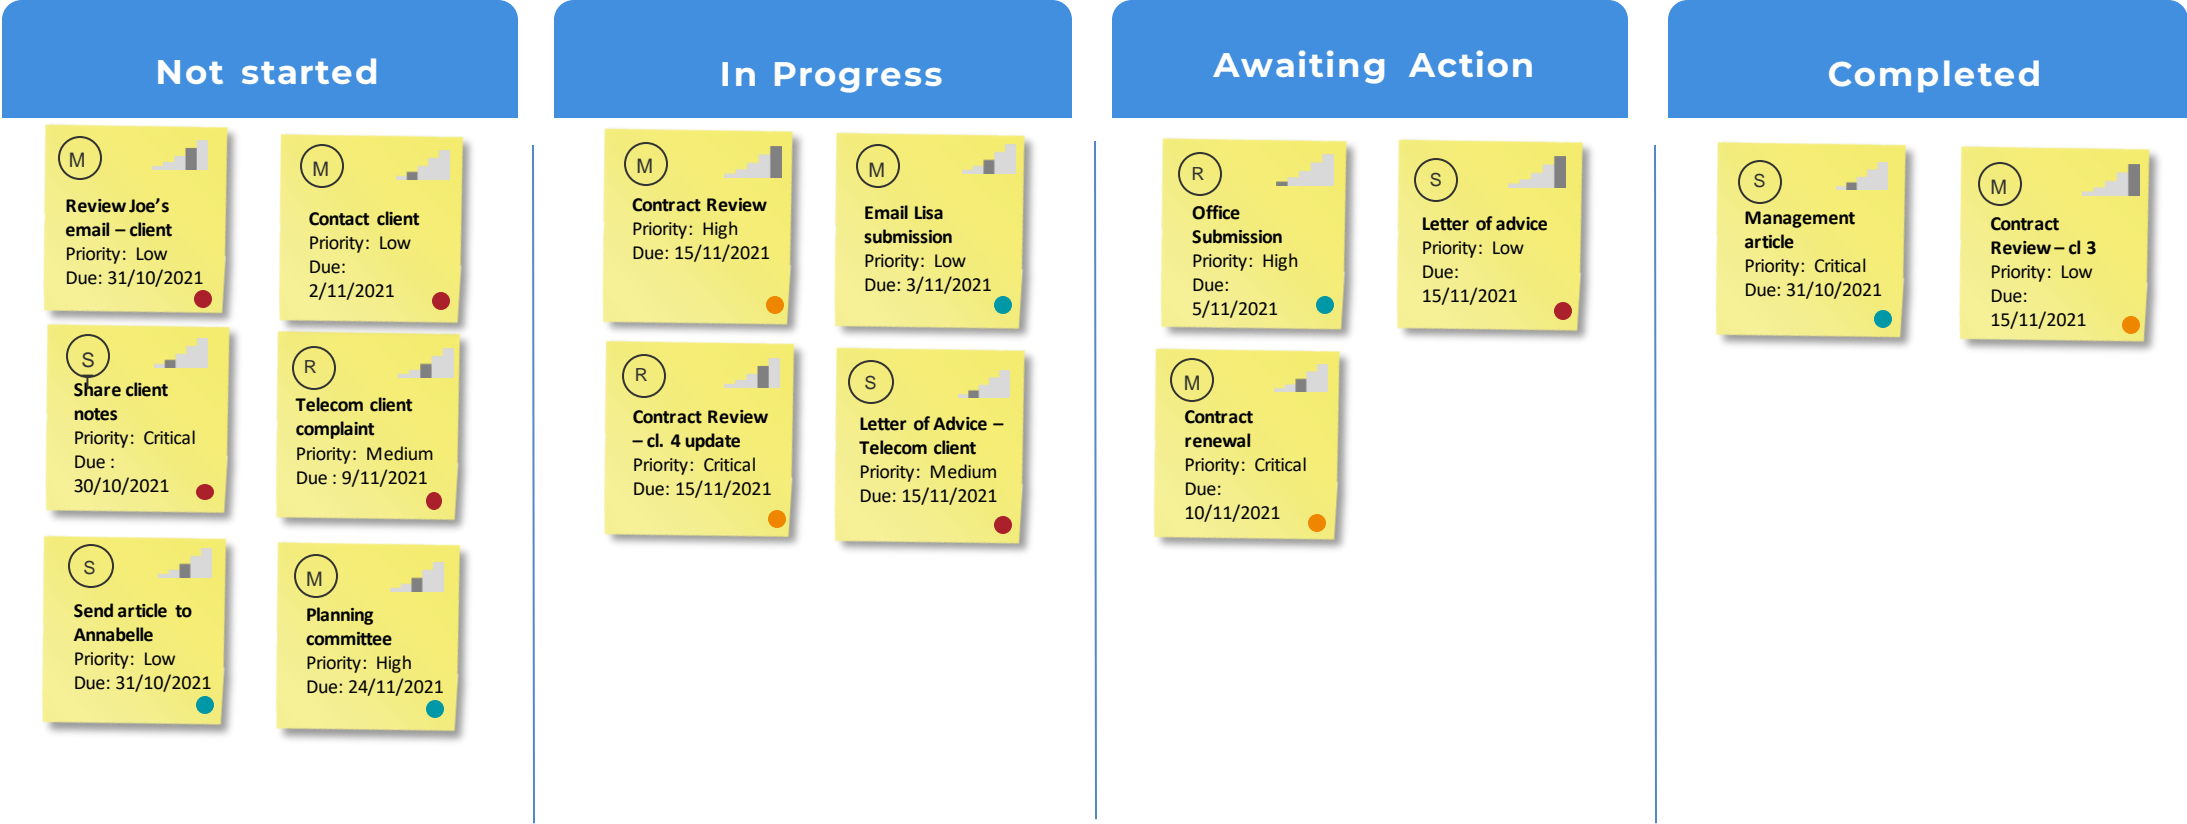 Not started
In Progress
Awaiting Action
Completed
M
Review Joe's
email – client
Priority: Low
Due: 31/10/2021
M
Contact client
Priority: Low
Due:
2/11/2021
S
Share client
notes
Priority: Critical
Due :
30/10/2021
R
Telecom client
complaint
Priority: Medium
Due : 9/11/2021
S
Send article to
Annabelle
Priority: Low
Due: 31/10/2021
M
Planning
committee
Priority: High
Due: 24/11/2021
M
Contract Review
Priority: High
Due: 15/11/2021
M
Email Lisa
submission
Priority: Low
Due: 3/11/2021
R
Contract Review
– cl. 4 update
Priority: Critical
Due: 15/11/2021
S
Letter of Advice –
Telecom client
Priority: Medium
Due: 15/11/2021
R
Office
Submission
Priority: High
Due:
5/11/2021
S
Letter of advice
Priority: Low
Due:
15/11/2021
M
Contract
renewal
Priority: Critical
Due:
10/11/2021
S
Management
article
Priority: Critical
Due: 31/10/2021
M
Contract
Review – cl 3
Priority: Low
Due:
15/11/2021